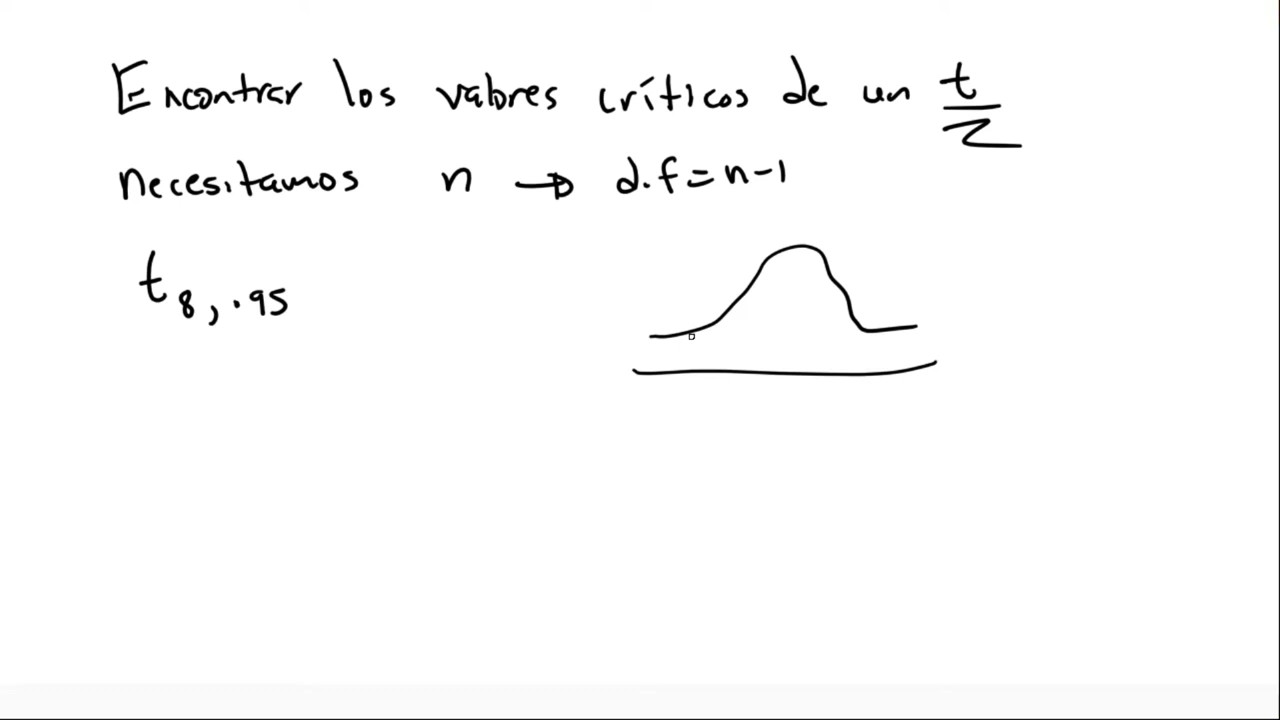 Encontrar los valores críticos de un t
Z
necesitamos n → d.f = n-1
t8, .95